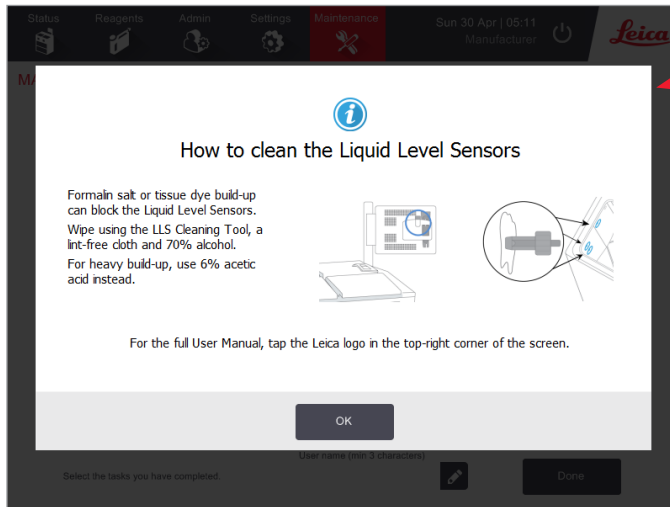 Status Reagents Admin Settings Maintenance Sun 30 Apr | 05:11
Manufacturer
Leica
MA
i
How to clean the Liquid Level Sensors
Formalin salt or tissue dye build-up
can block the Liquid Level Sensors.
Wipe using the LLS Cleaning Tool, a
lint-free cloth and 70% alcohol.
For heavy build-up, use 6% acetic
acid instead.
For the full User Manual, tap the Leica logo in the top-right corner of the screen.
OK
User name (min 3 characters)
Select the tasks you have completed.
Done